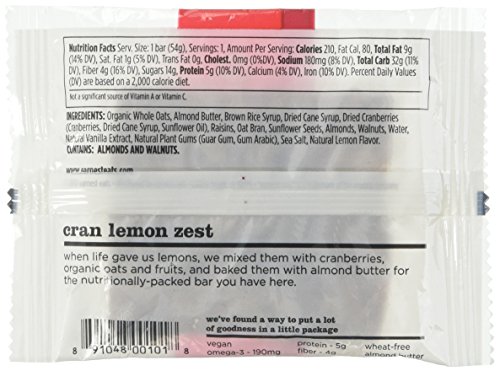 Nutrition Facts Serv. Size: 1 bar (54g), Servings: 1, Amount Per Serving: Calories 210, Fat Cal, 80, Total Fat 9g
(14% DV), Sat. Fat 1g (5% DV), Trans Fat 0g, Cholest. 0mg (0%DV), Sodium 180mg (8% DV), Total Carb 32g (11%
DV), Fiber 4g (16% DV), Sugars 14g, Protein 5g (10% DV), Calcium (4% DV), Iron (10% DV). Percent Daily Values
(DV) are based on a 2,000 calorie diet.
Not a significant source of Vitamin A or Vitamin C.
INGREDIENTS: Organic Whole Oats, Almond Butter, Brown Rice Syrup, Dried Cane Syrup, Dried Cranberries
(Cranberries, Dried Cane Syrup, Sunflower Oil), Raisins, Oat Bran, Sunflower Seeds, Almonds, Walnuts, Water,
Natural Vanilla Extract, Natural Plant Gums (Guar Gum, Gum Arabic), Sea Salt, Natural Lemon Flavor.
CONTAINS: ALMONDS AND WALNUTS.
cran lemon zest
when life gave us lemons, we mixed them with cranberries,
organic oats and fruits, and baked them with almond butter for
the nutritionally-packed bar you have here.
we've found a way to put a lot
of goodness in a little package
8 91048 00101 8
vegan protein - 5g wheat-free
omega-3 - 190mg fiber - 4g almond butter